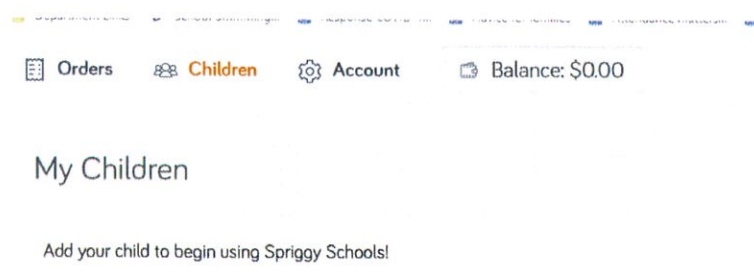 Orders Children Account Balance: $0.00
My Children
Add your child to begin using Spriggy Schools!